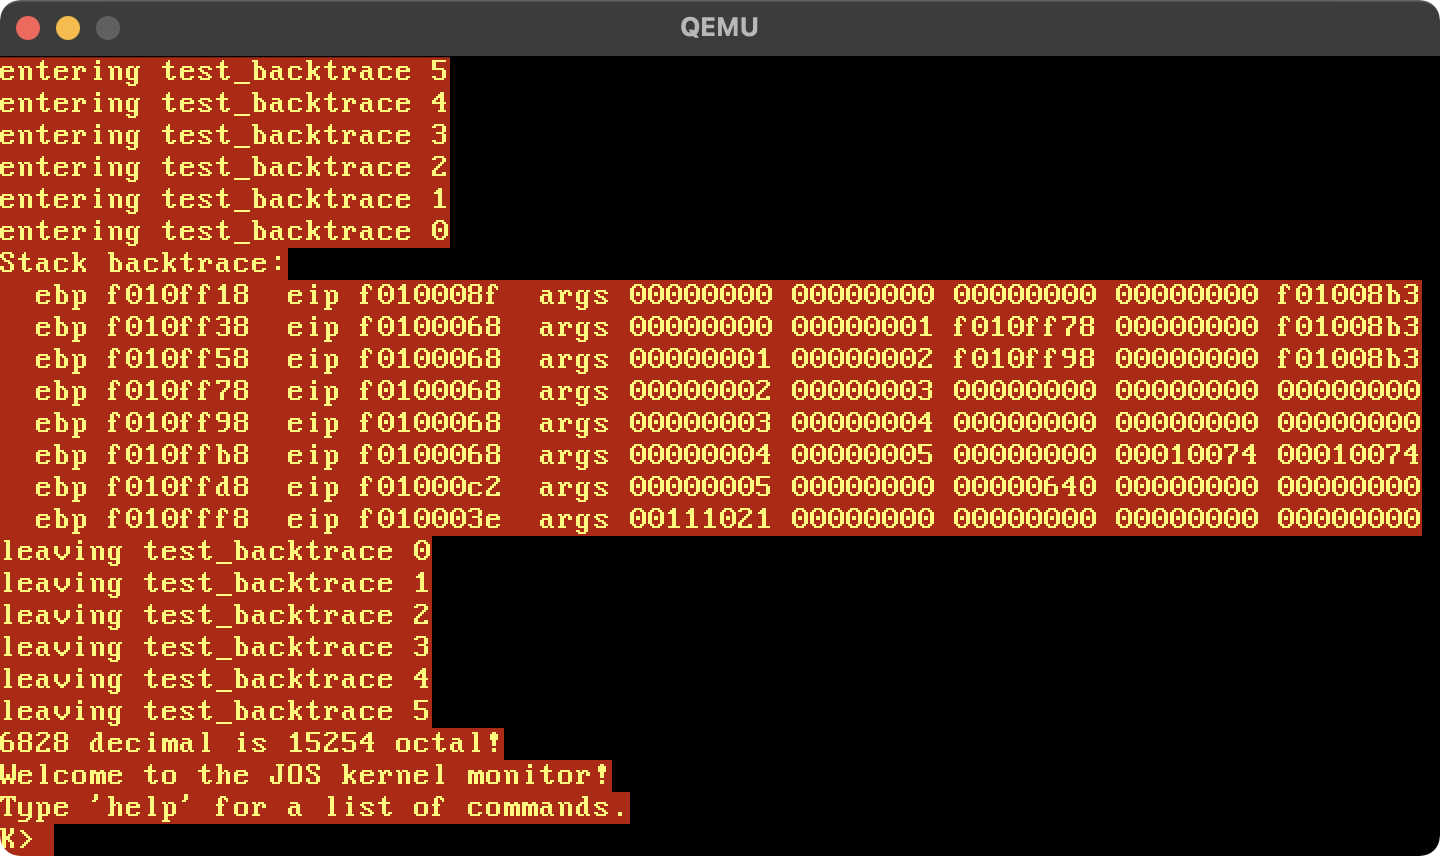 QEMU
entering test_backtrace 5
entering test_backtrace 4
entering test_backtrace 3
entering test_backtrace 2
entering test_backtrace 1
entering test_backtrace 0
Stack backtrace:
  ebp f010ff18  eip f010008f  args 00000000 00000000 00000000 00000000 f01008b3
  ebp f010ff38  eip f0100068  args 00000000 00000001 f010ff78 00000000 f01008b3
  ebp f010ff58  eip f0100068  args 00000001 00000002 f010ff98 00000000 f01008b3
  ebp f010ff78  eip f0100068  args 00000002 00000003 00000000 00000000 00000000
  ebp f010ff98  eip f0100068  args 00000003 00000004 00000000 00000000 00000000
  ebp f010ffb8  eip f0100068  args 00000004 00000005 00000000 00010074 00010074
  ebp f010ffd8  eip f01000c2  args 00000005 00000000 00000640 00000000 00000000
  ebp f010fff8  eip f010003e  args 00111021 00000000 00000000 00000000 00000000
leaving test_backtrace 0
leaving test_backtrace 1
leaving test_backtrace 2
leaving test_backtrace 3
leaving test_backtrace 4
leaving test_backtrace 5
6828 decimal is 15254 octal!
Welcome to the JOS kernel monitor!
Type 'help' for a list of commands.
K>